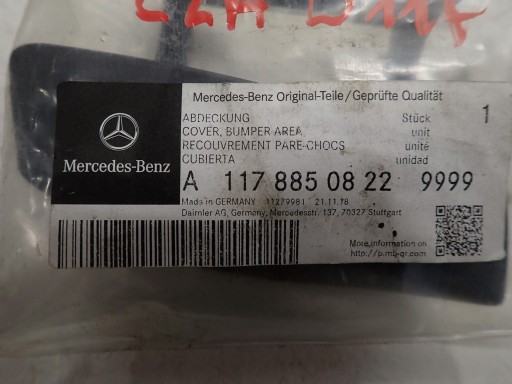 Mercedes-Benz Original-Teile/Geprüfte Qualität
Mercedes-Benz
ABDECKUNG Stück 1
COVER, BUMPER AREA unit
RECOUVREMENT PARE-CHOCS unité
CUBIERTA unidad
A 117 885 08 22 9999
Made in GERMANY 11279981 21.11.18
Daimler AG, Germany, Mercedesstr. 137, 70327 Stuttgart
More information on
http://p.mb-qr.com